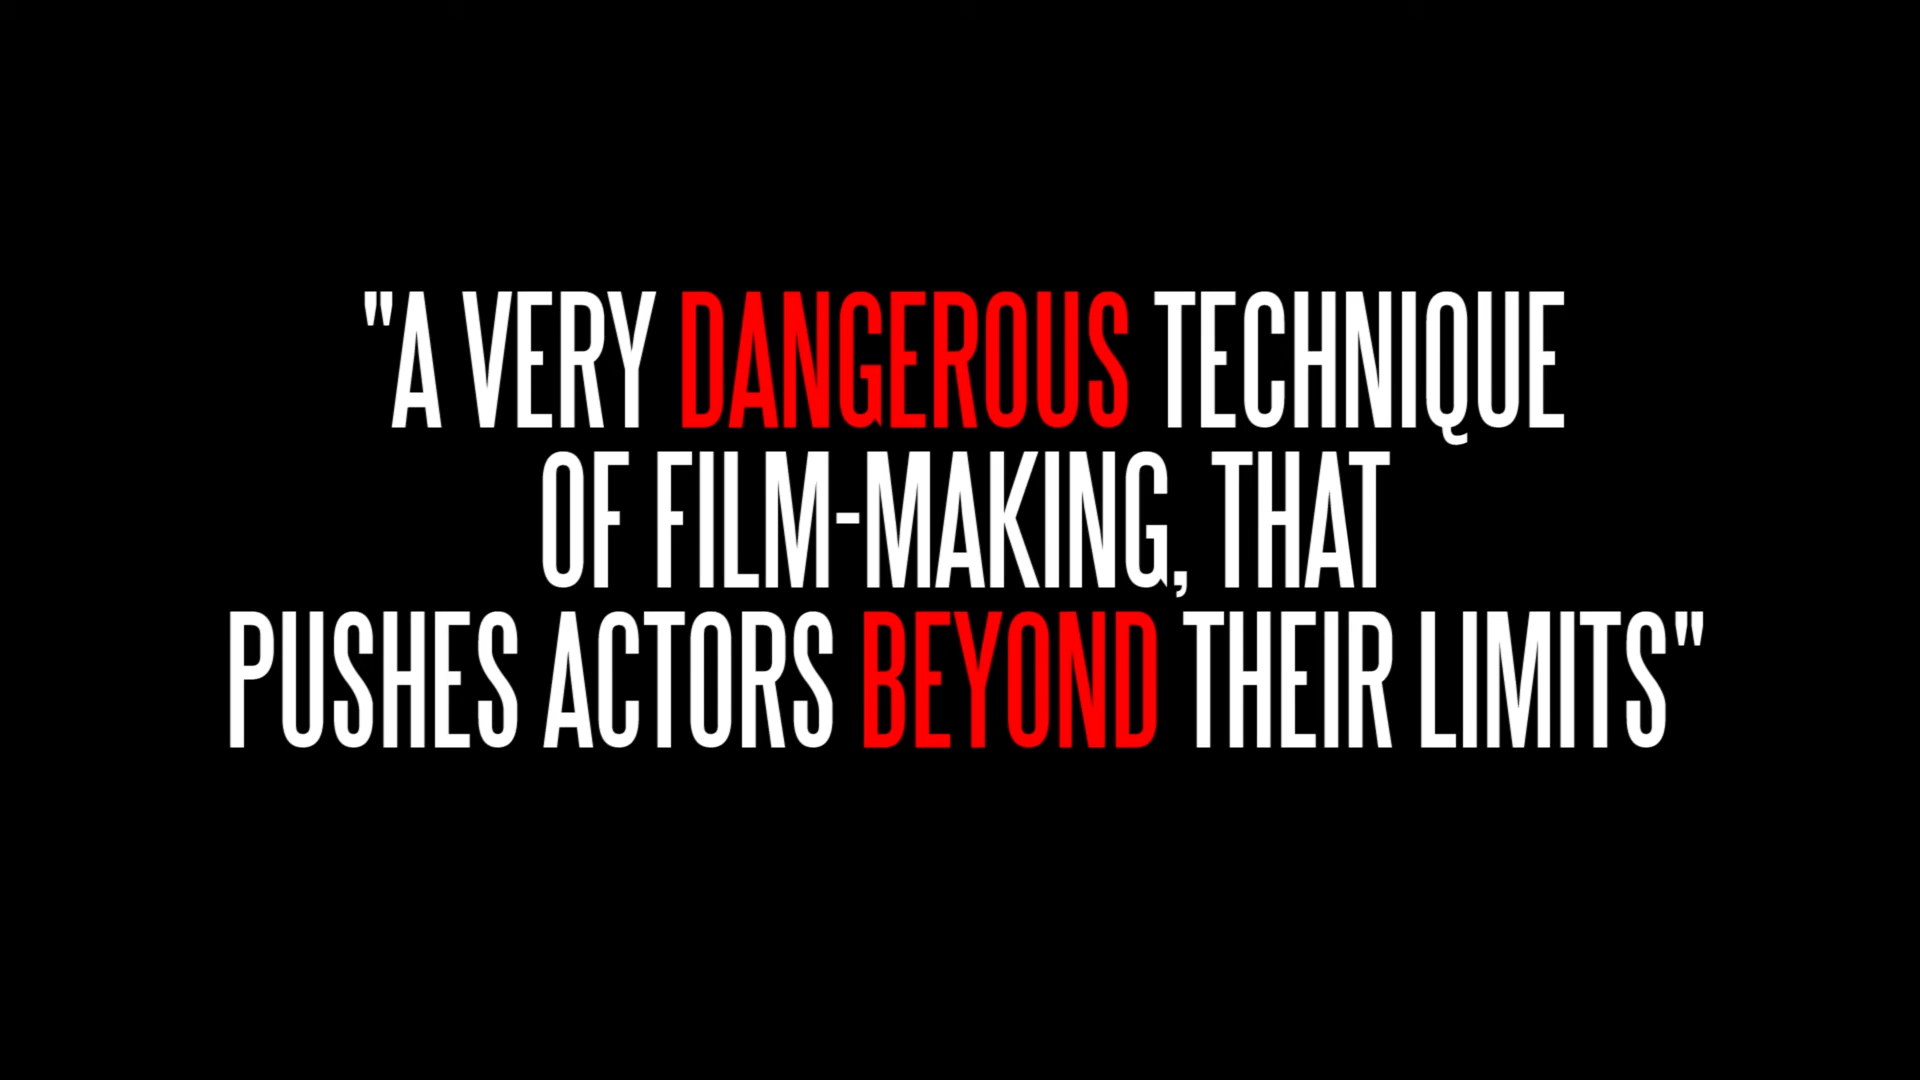 "A VERY DANGEROUS TECHNIQUE
OF FILM-MAKING, THAT
PUSHES ACTORS BEYOND THEIR LIMITS"